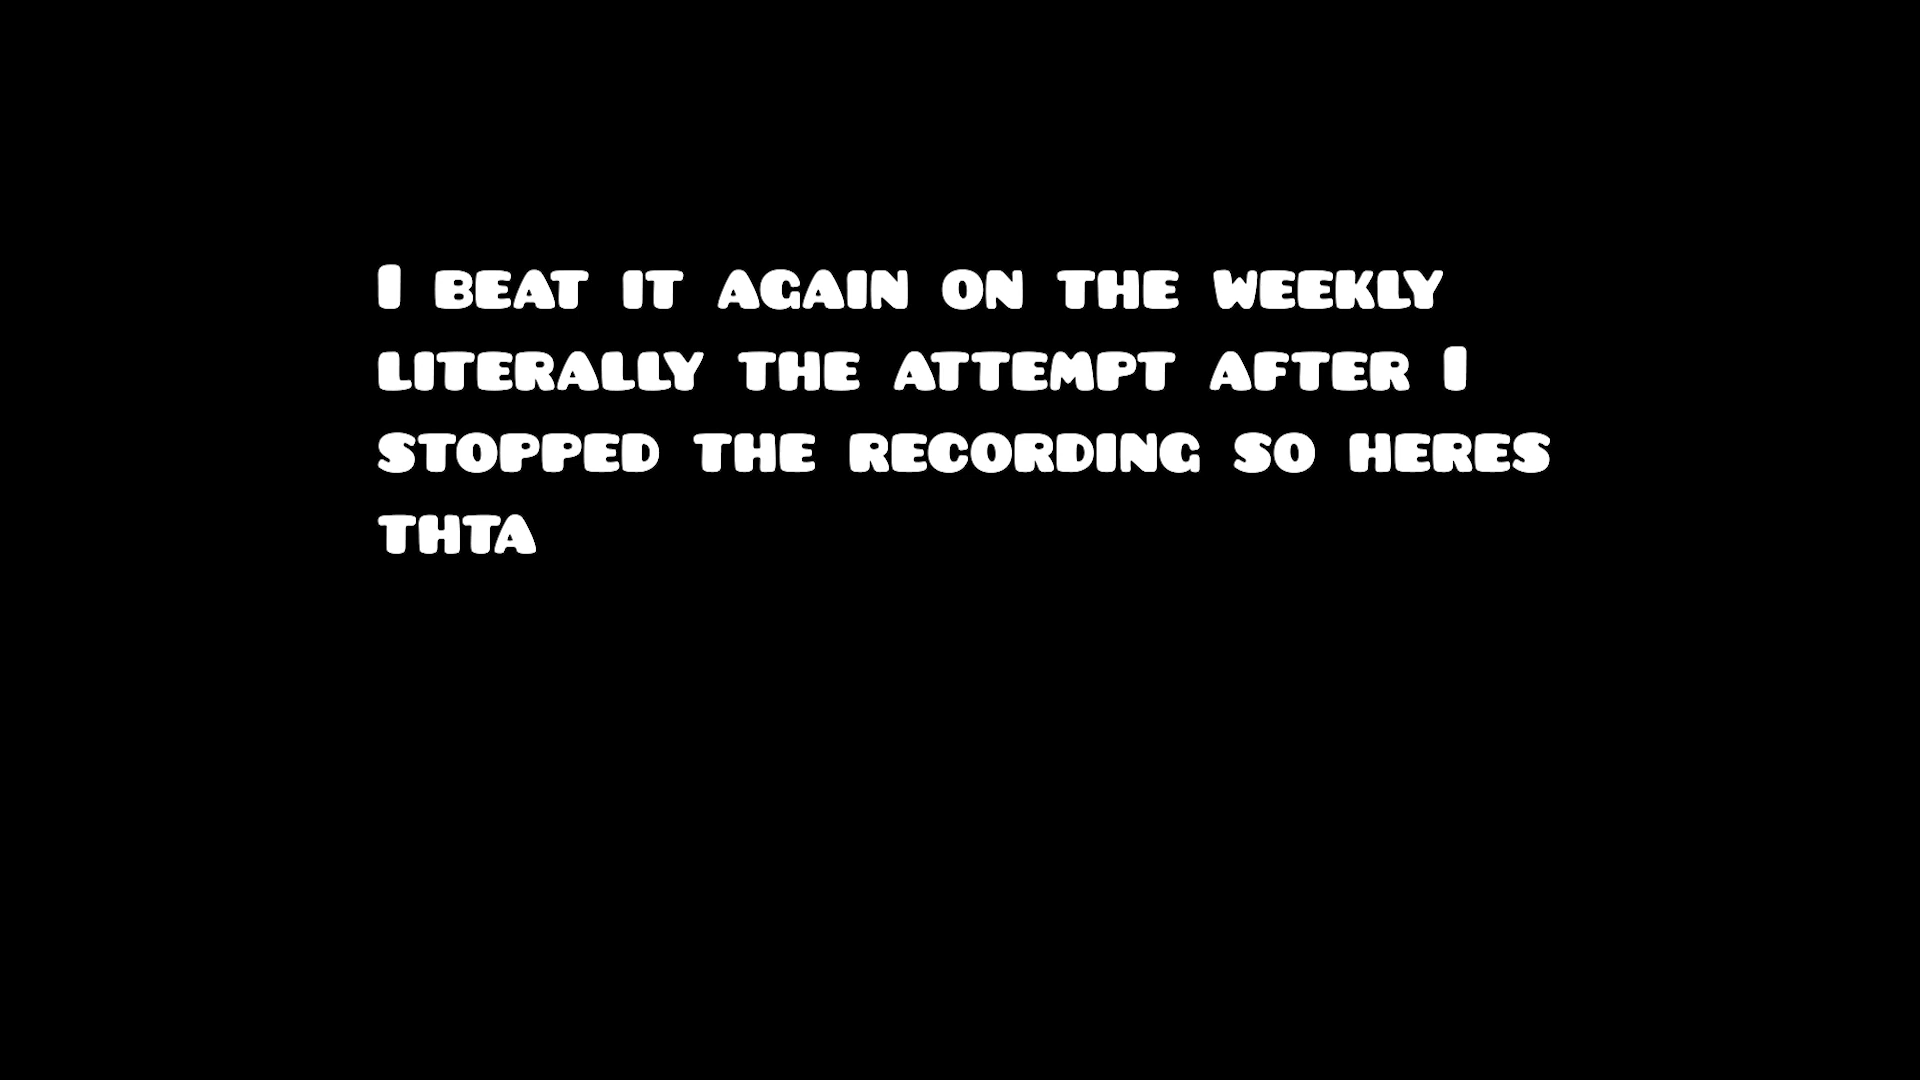 I BEAT IT AGAIN ON THE WEEKLY
LITERALLY THE ATTEMPT AFTER I
STOPPED THE RECORDING SO HERES
THTA